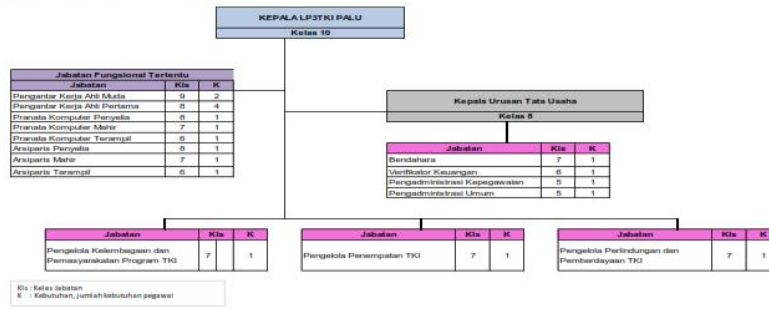 KEPALA LP3TKI PALU
Kelas 10
Jabatan Fungsional Tertentu
Jabatan Kls K
Pengantar Kerja Ahli Muda 9 2
Pengantar Kerja Ahli Pertama 8 4
Pranata Komputer Penyelia 8 1
Pranata Komputer Mahir 7 1
Pranata Komputer Terampil 6 1
Arsiparis Penyelia 8 1
Arsiparis Mahir 7 1
Arsiparis Terampil 6 1
Kepala Urusan Tata Usaha
Kelas 8
Jabatan Kls K
Bendahara 7 1
Verifikator Keuangan 6 1
Pengadministrasi Kepegawaian 5 1
Pengadministrasi Umum 5 1
Jabatan Kls K
Pengelola Kelembagaan dan
Pemasyarakatan Program TKI 7 1
Jabatan Kls K
Pengelola Penempatan TKI 7 1
Jabatan Kls K
Pengelola Perlindungan dan
Pemberdayaan TKI 7 1
Kls : Kelas Jabatan
K : Kebutuhan, jumlah kebutuhan pegawai